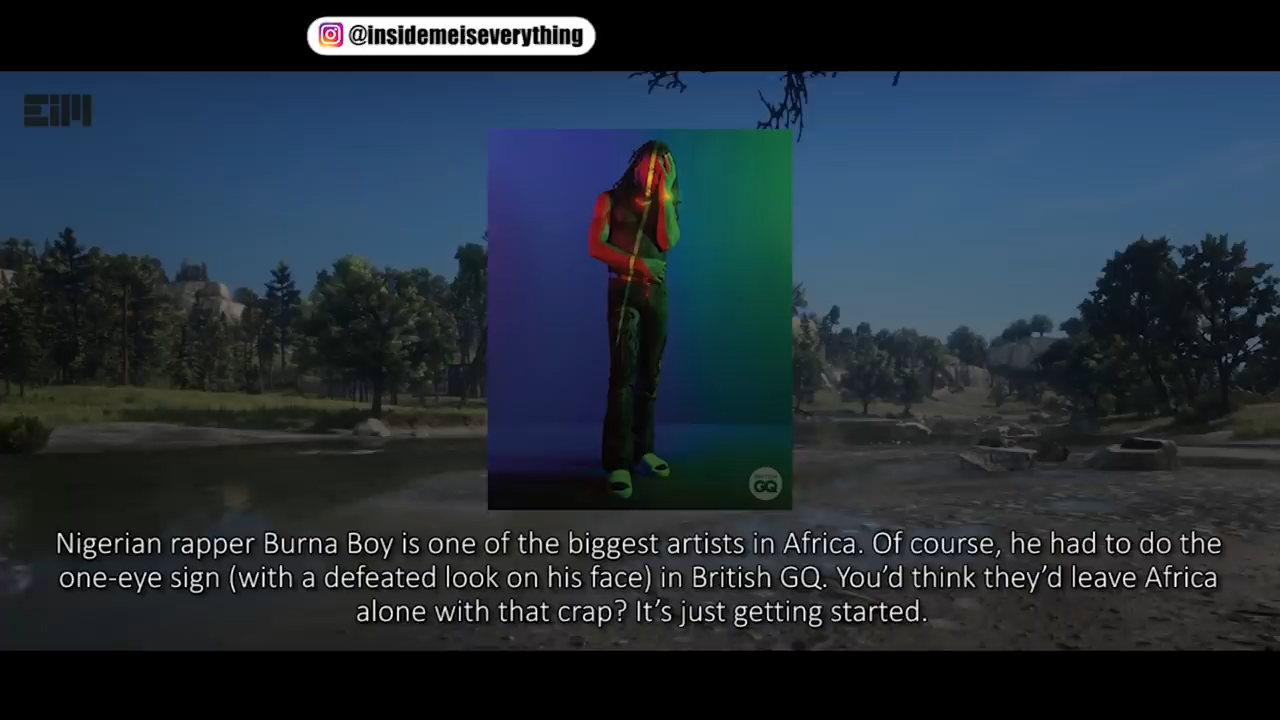 @insidemeiseverything
EiM
GQ
Nigerian rapper Burna Boy is one of the biggest artists in Africa. Of course, he had to do the
one-eye sign (with a defeated look on his face) in British GQ. You’d think they’d leave Africa
alone with that crap? It’s just getting started.